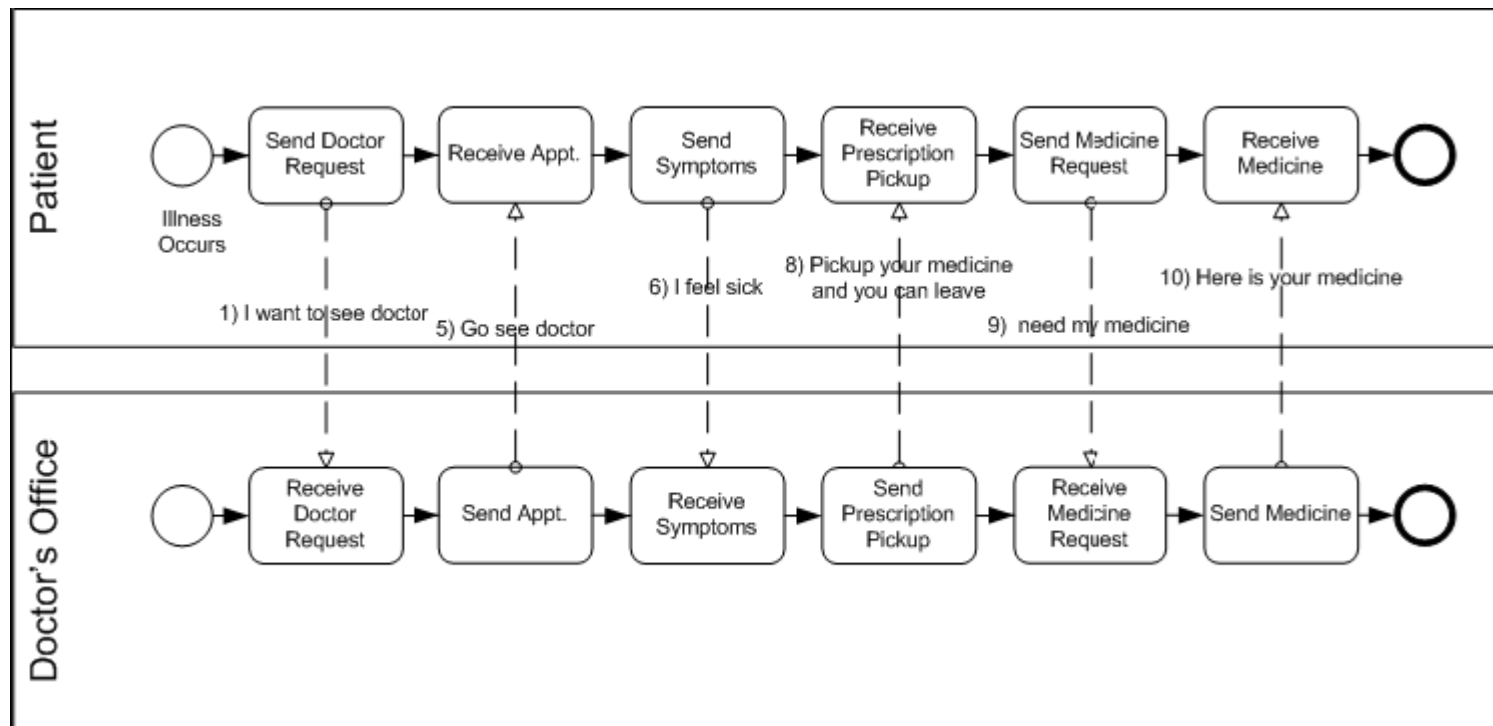 Patient
Send Doctor
Request
Receive Appt.
Send
Symptoms
Receive
Prescription
Pickup
Send Medicine
Request
Receive
Medicine
Illness
Occurs
1) I want to see doctor
5) Go see doctor
6) I feel sick
8) Pickup your medicine
and you can leave
9) need my medicine
10) Here is your medicine
Doctor's Office
Receive
Doctor
Request
Send Appt.
Receive
Symptoms
Send
Prescription
Pickup
Receive
Medicine
Request
Send Medicine